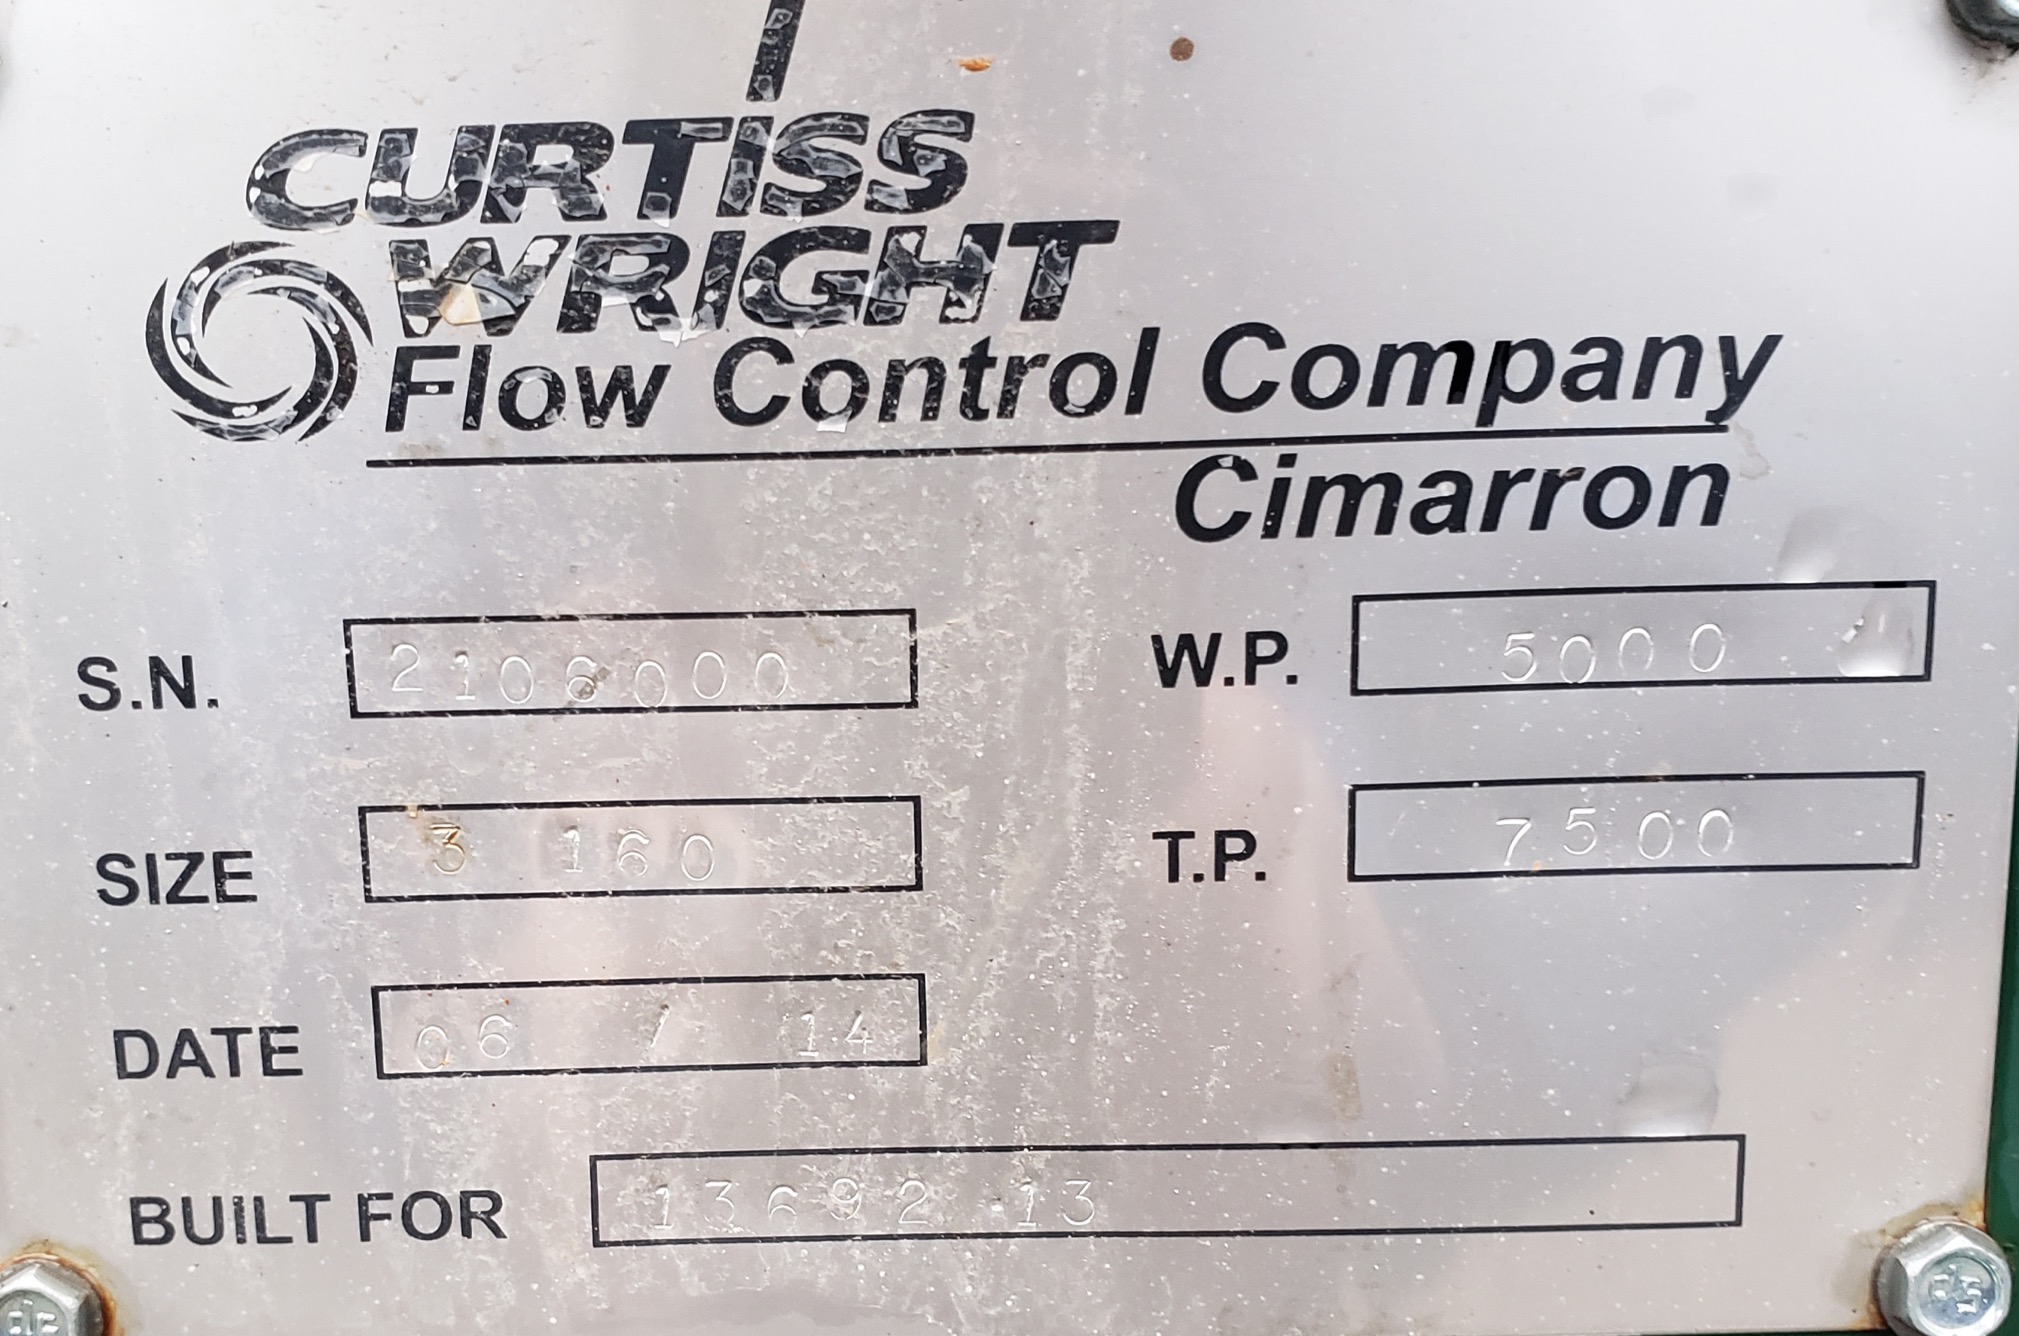 CURTISS
WRIGHT
Flow Control Company
Cimarron
S.N. 2106000
W.P. 5000
SIZE 3 160
T.P. 7500
DATE 06 / 14
BUILT FOR 13692 13